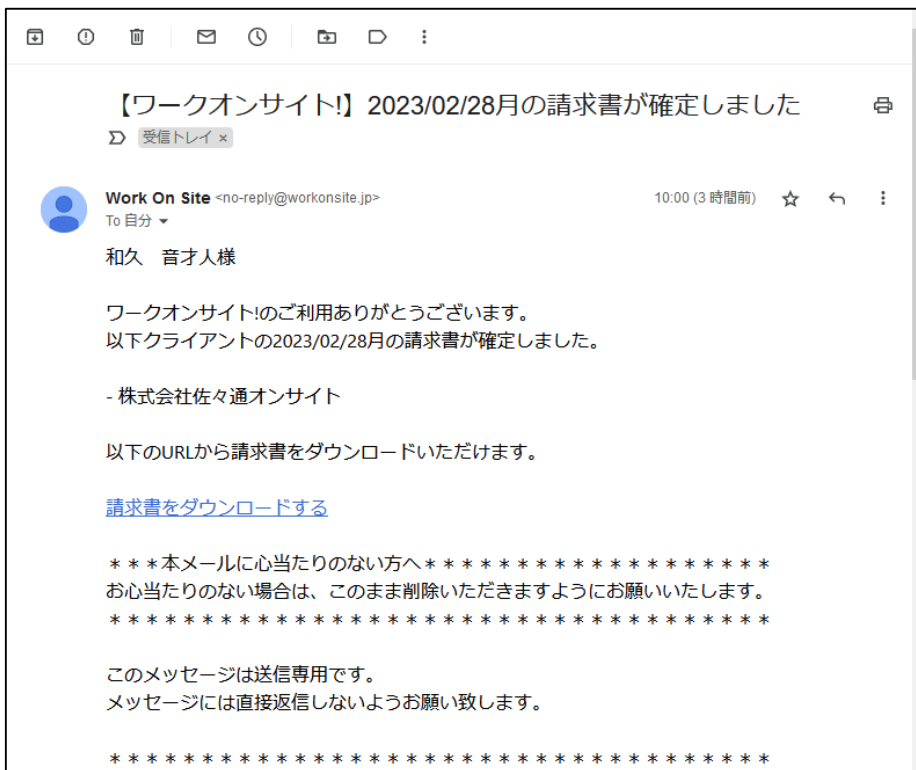 【ワークオンサイト!】2023/02/28月の請求書が確定しました
受信トレイ ×
Work On Site <no-reply@workonsite.jp>
10:00 (3 時間前)
To 自分
和久　音才人様
ワークオンサイト!のご利用ありがとうございます。
以下クライアントの2023/02/28月の請求書が確定しました。
- 株式会社佐々通オンサイト
以下のURLから請求書をダウンロードいただけます。
請求書をダウンロードする
＊＊＊本メールに心当たりのない方へ＊＊＊＊＊＊＊＊＊＊＊＊＊＊＊＊＊＊＊
お心当たりのない場合は、このまま削除いただきますようにお願いいたします。
＊＊＊＊＊＊＊＊＊＊＊＊＊＊＊＊＊＊＊＊＊＊＊＊＊＊＊＊＊＊＊＊＊＊＊＊
このメッセージは送信専用です。
メッセージには直接返信しないようお願い致します。
＊＊＊＊＊＊＊＊＊＊＊＊＊＊＊＊＊＊＊＊＊＊＊＊＊＊＊＊＊＊＊＊＊＊＊＊